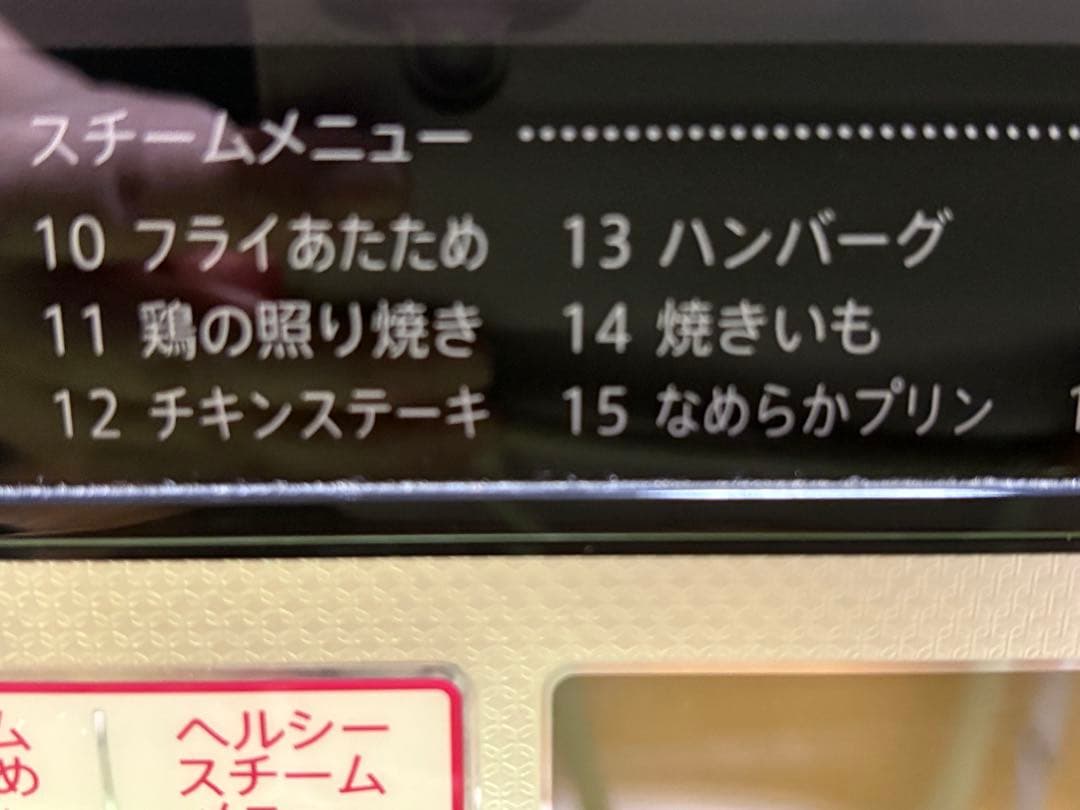 スチームメニュー
10 フライあたため 13 ハンバーグ
11 鶏の照り焼き 14 焼きいも
12 チキンステーキ 15 なめらかプリン 1
ム ヘルシー
め スチーム